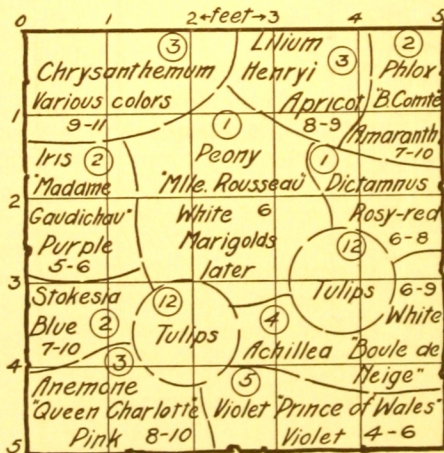 0 1 2 ←feet→ 3 4 5
③ Lilium ② 
Chrysanthemum Henryi ③ Phlox
Various colors Apricot "B. Comte"
9-11 8-9 Amaranth
1 ① 7-10
Iris ② Peony ① 
"Madame "Mlle. Rousseau" Dictamnus
2
Gaudichau" White 6 Rosy-red
Purple Marigolds ⑫ 6-8
5-6 later
3
Stokesia ⑫ Tulips 6-9
Blue ② Tulips ④ White
7-10 Achillea "Boule de
4 ③ Neige"
Anemone ⑤
"Queen Charlotte" Violet "Prince of Wales"
Pink 8-10 Violet 4-6
5